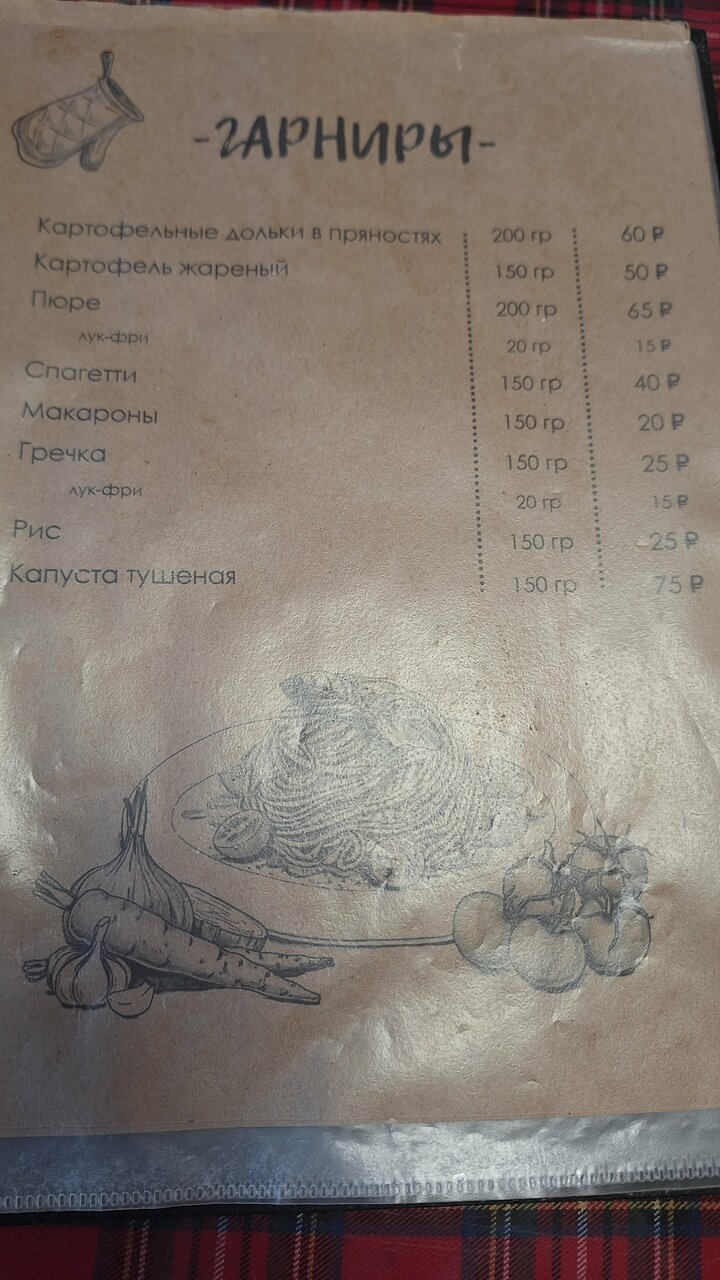 -ГАРНИРЫ-
Картофельные дольки в пряностях 200 гр 60 ₽
Картофель жареный 150 гр 50 ₽
Пюре 200 гр 65 ₽
лук-фри 20 гр 15 ₽
Спагетти 150 гр 40 ₽
Макароны 150 гр 20 ₽
Гречка 150 гр 25 ₽
лук-фри 20 гр 15 ₽
Рис 150 гр 25 ₽
Капуста тушеная 150 гр 75 ₽